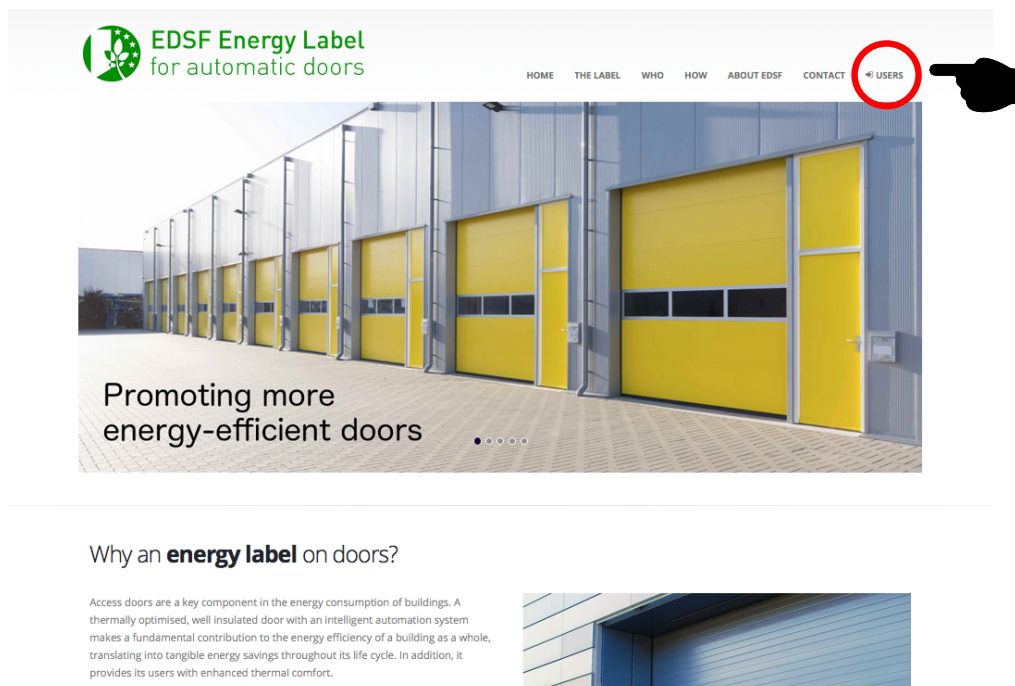 EDSF Energy Label
for automatic doors
HOME THE LABEL WHO HOW ABOUT EDSF CONTACT USERS
Promoting more
energy-efficient doors
Why an energy label on doors?
Access doors are a key component in the energy consumption of buildings. A
thermally optimised, well insulated door with an intelligent automation system
makes a fundamental contribution to the energy efficiency of a building as a whole,
translating into tangible energy savings throughout its life cycle. In addition, it
provides its users with enhanced thermal comfort.